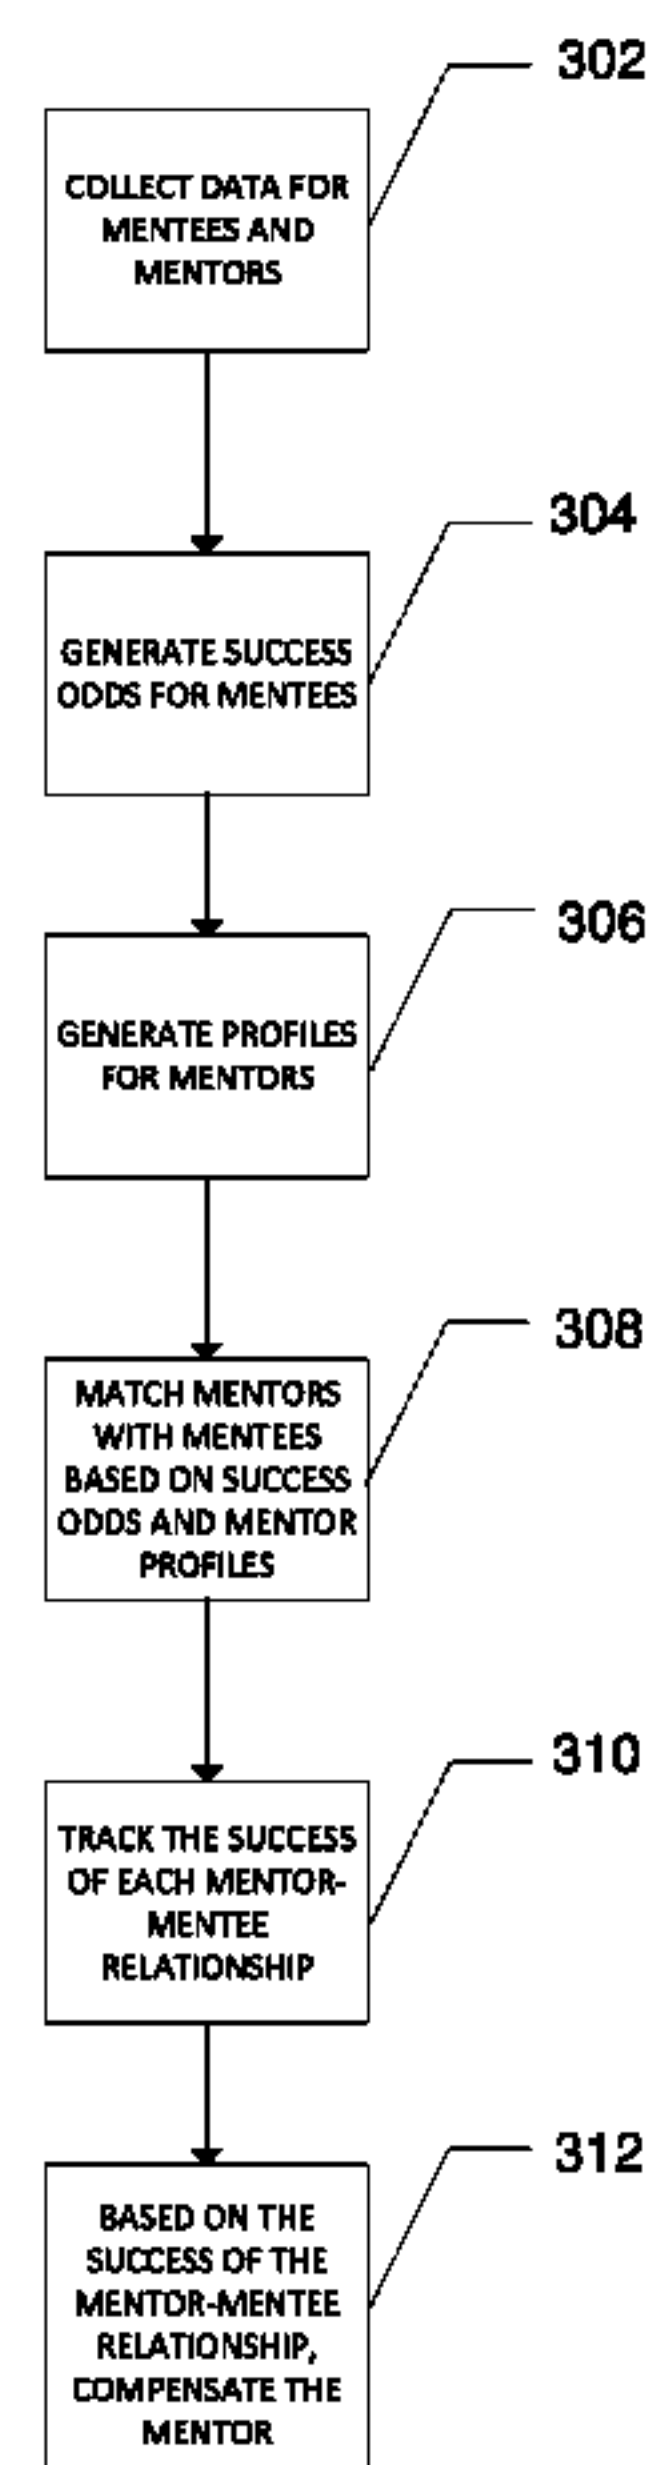 302
COLLECT DATA FOR
MENTEES AND
MENTORS
304
GENERATE SUCCESS
ODDS FOR MENTEES
306
GENERATE PROFILES
FOR MENTORS
308
MATCH MENTORS
WITH MENTEES
BASED ON SUCCESS
ODDS AND MENTOR
PROFILES
310
TRACK THE SUCCESS
OF EACH MENTOR-
MENTEE
RELATIONSHIP
312
BASED ON THE
SUCCESS OF THE
MENTOR-MENTEE
RELATIONSHIP,
COMPENSATE THE
MENTOR